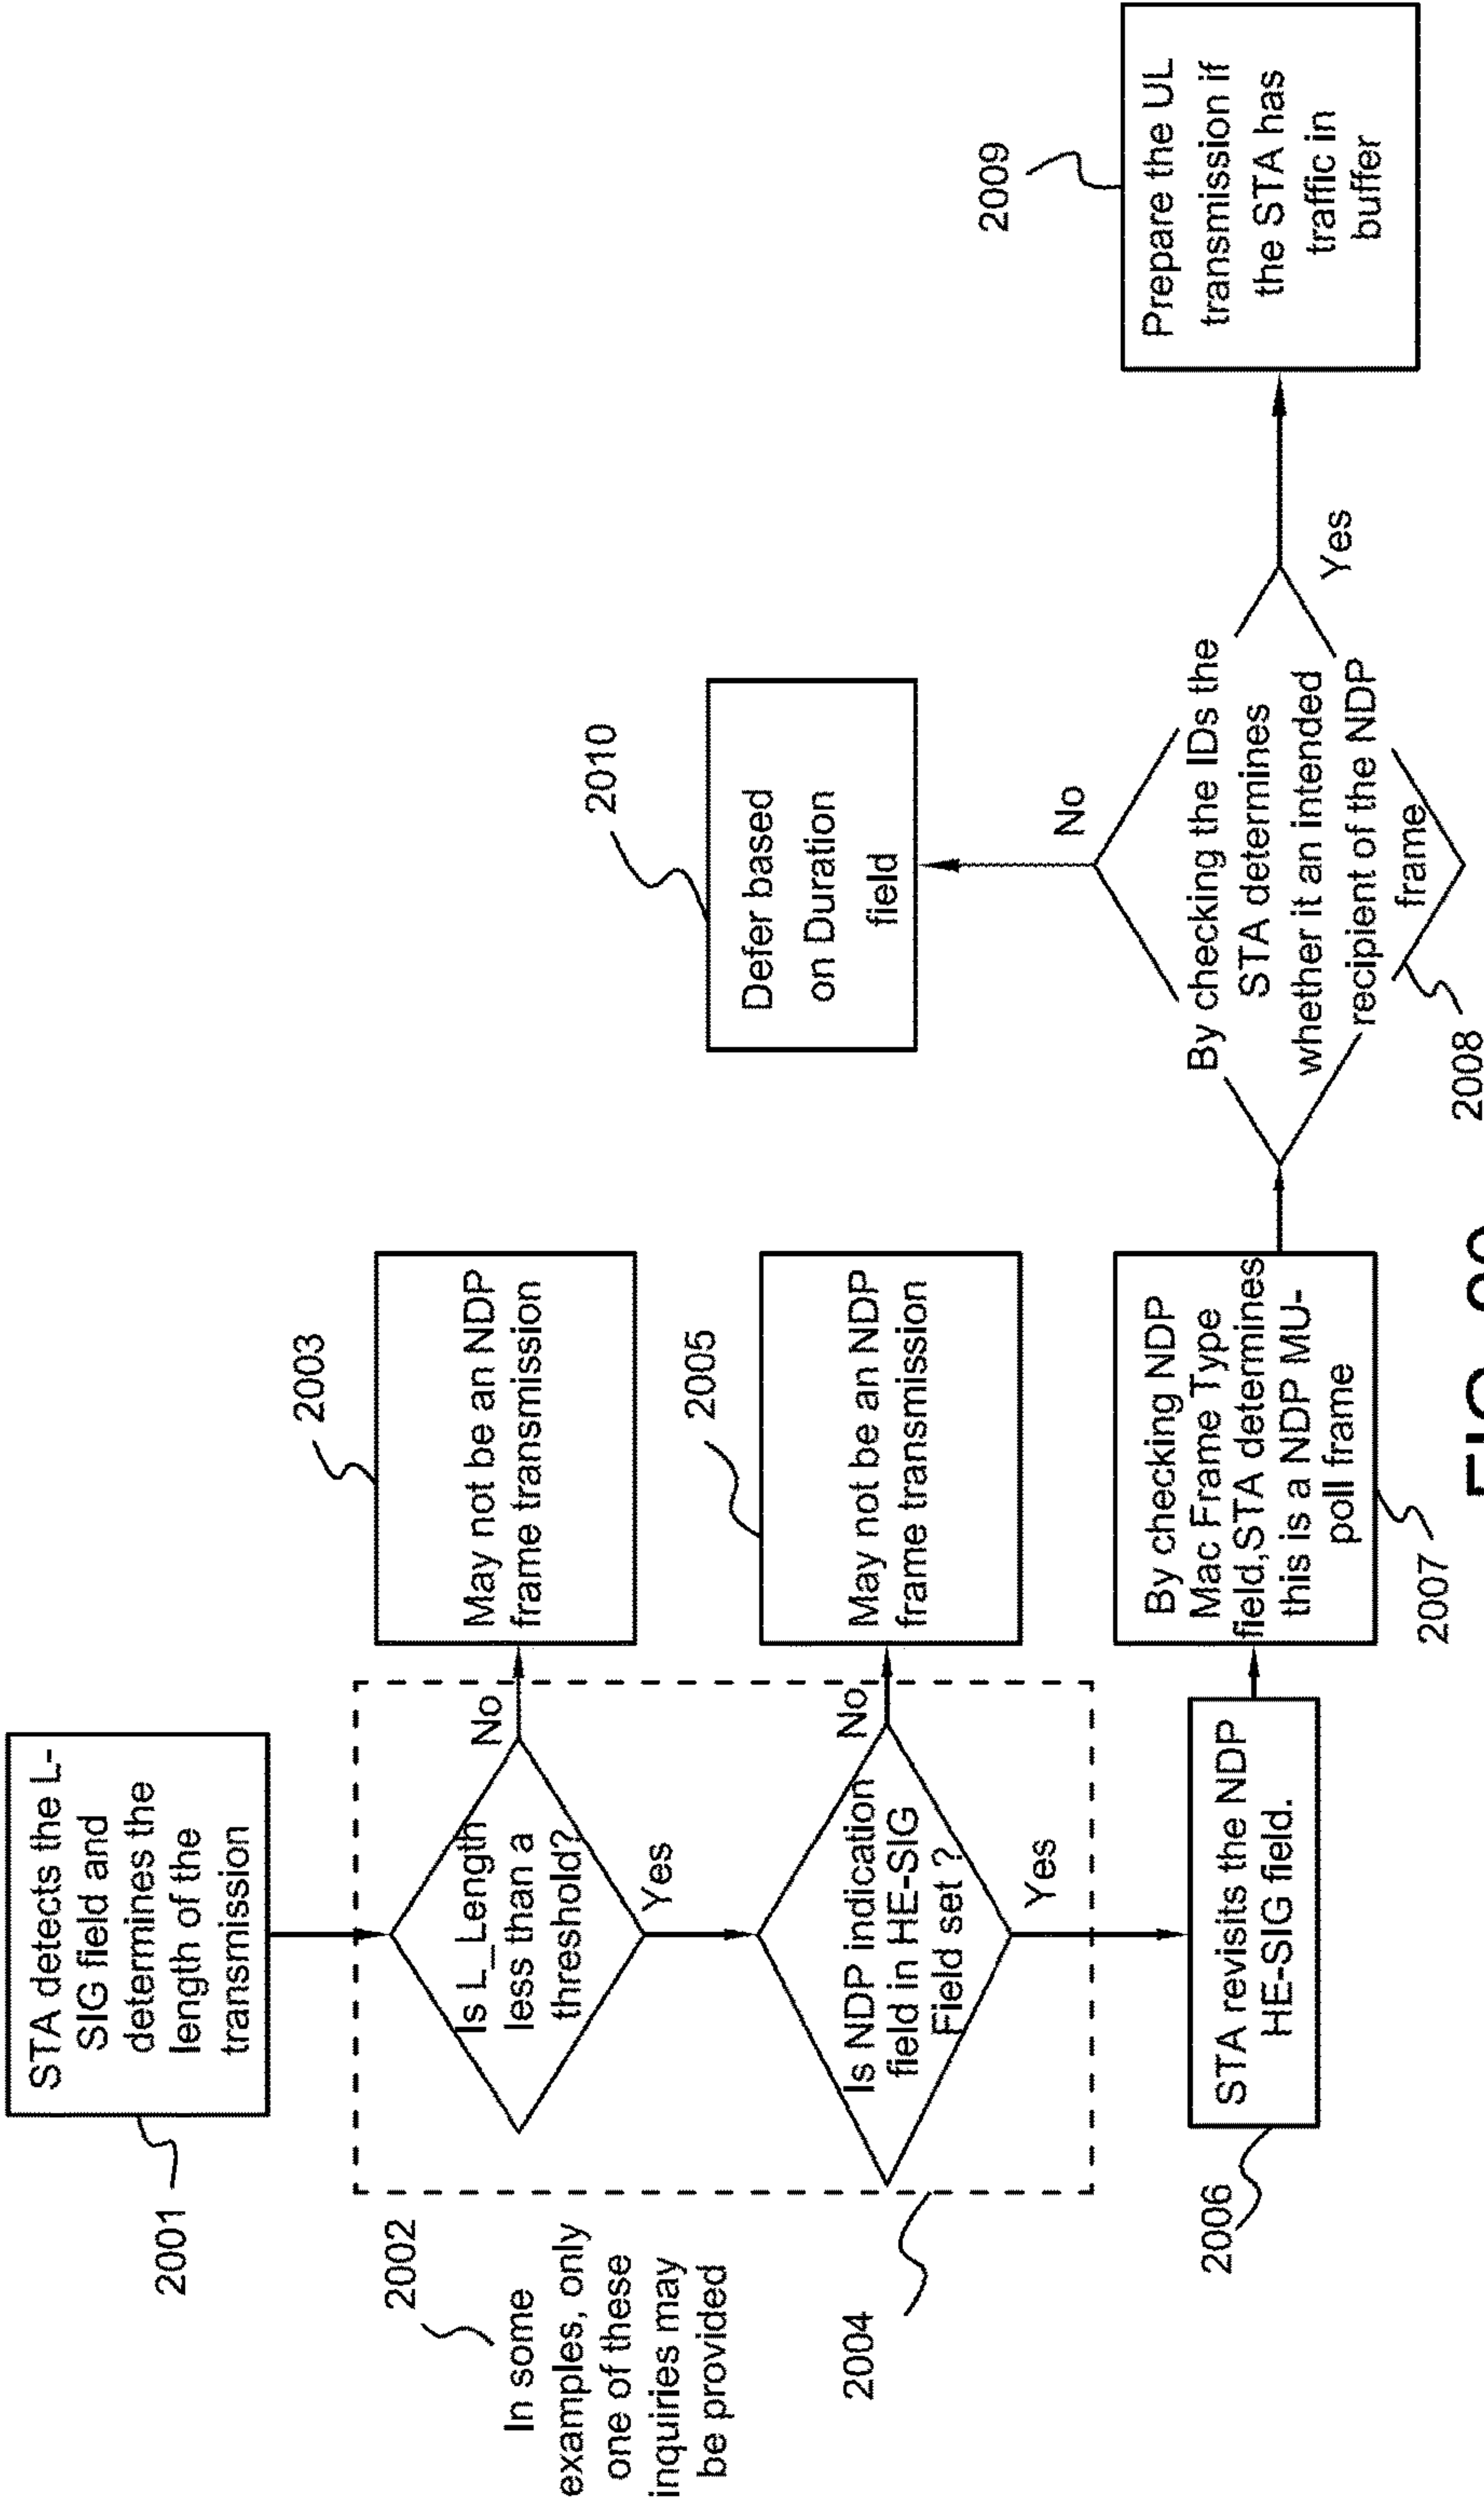 STA detects the L-
SIG field and
determines the
length of the
transmission
2001
2002
In some
examples, only
one of these
inquiries may
be provided
Is L_Length
less than a
threshold?
No
Yes
2003
May not be an NDP
frame transmission
Is NDP indication
field in HE-SIG
Field set ?
No
Yes
2004
2005
May not be an NDP
frame transmission
STA revisits the NDP
HE-SIG field.
2006
By checking NDP
Mac Frame Type
field,STA determines
this is a NDP MU-
poll frame
2007
By checking the IDs the
STA determines
whether it an intended
recipient of the NDP
frame
2008
No
Yes
2010
Defer based
on Duration
field
2009
Prepare the UL
transmission if
the STA has
traffic in
buffer